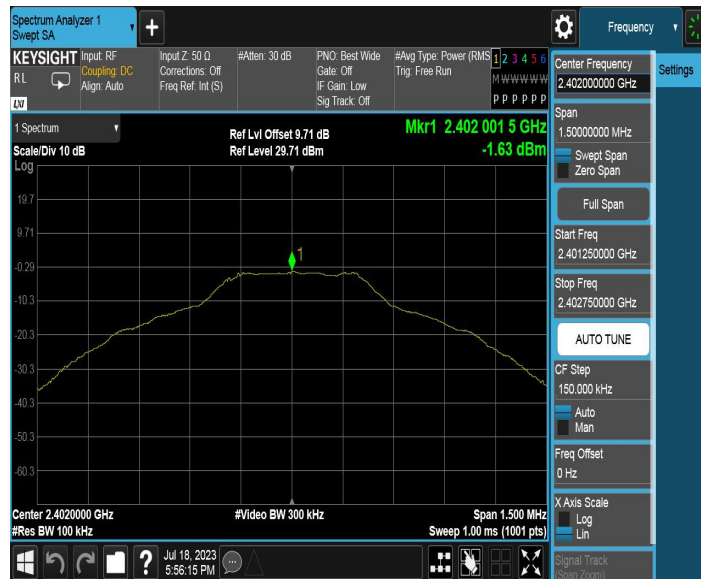 Spectrum Analyzer 1
Swept SA
+
Frequency
KEYSIGHT
RL
LXI
Input: RF
Coupling: DC
Align: Auto
Input Z: 50 Ω
Corrections: Off
Freq Ref: Int (S)
#Atten: 30 dB
PNO: Best Wide
Gate: Off
IF Gain: Low
Sig Track: Off
#Avg Type: Power (RMS
Trig: Free Run
1 2 3 4 5 6
M W W W W W
P P P P P P
Center Frequency
2.402000000 GHz
Settings
Span
1.50000000 MHz
Swept Span
Zero Span
Full Span
Start Freq
2.401250000 GHz
Stop Freq
2.402750000 GHz
AUTO TUNE
CF Step
150.000 kHz
Auto
Man
Freq Offset
0 Hz
X Axis Scale
Log
Lin
Signal Track
(Span Zoom)
1 Spectrum
Scale/Div 10 dB
Ref Lvl Offset 9.71 dB
Ref Level 29.71 dBm
Mkr1 2.402 001 5 GHz
-1.63 dBm
Log
19.7
9.71
-0.29
-10.3
-20.3
-30.3
-40.3
-50.3
-60.3
1
Center 2.4020000 GHz
#Video BW 300 kHz
Span 1.500 MHz
#Res BW 100 kHz
Sweep 1.00 ms (1001 pts)
?
Jul 18, 2023
5:56:15 PM